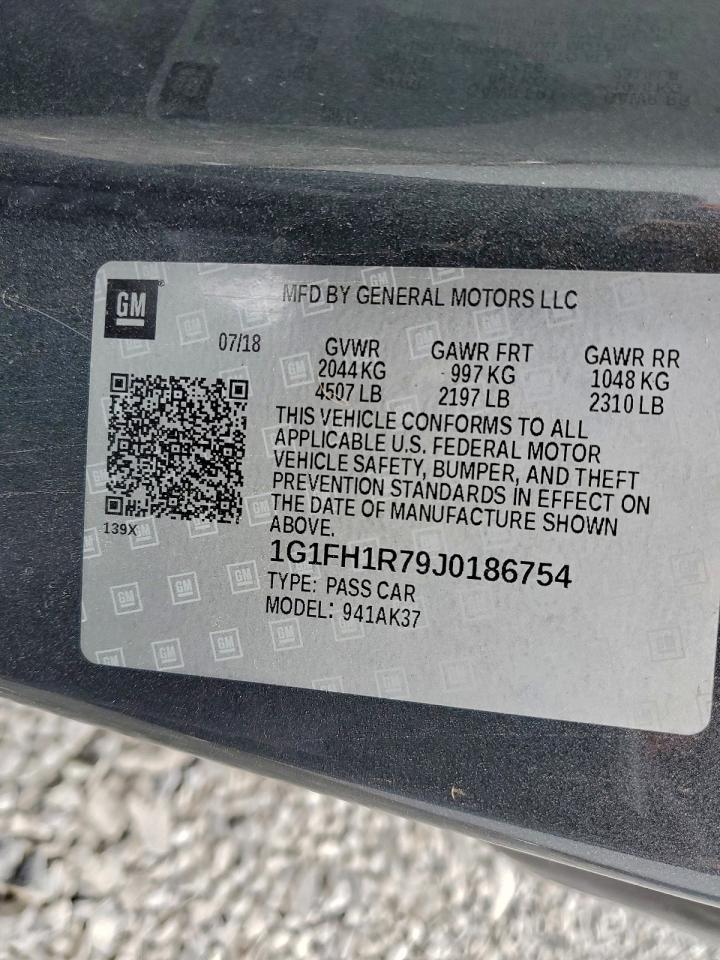 GM
MFD BY GENERAL MOTORS LLC
07/18
GVWR GAWR FRT GAWR RR
2044 KG 997 KG 1048 KG
4507 LB 2197 LB 2310 LB
THIS VEHICLE CONFORMS TO ALL
APPLICABLE U.S. FEDERAL MOTOR
VEHICLE SAFETY, BUMPER, AND THEFT
PREVENTION STANDARDS IN EFFECT ON
THE DATE OF MANUFACTURE SHOWN
ABOVE.
139X
1G1FH1R79J0186754
TYPE: PASS CAR
MODEL: 941AK37